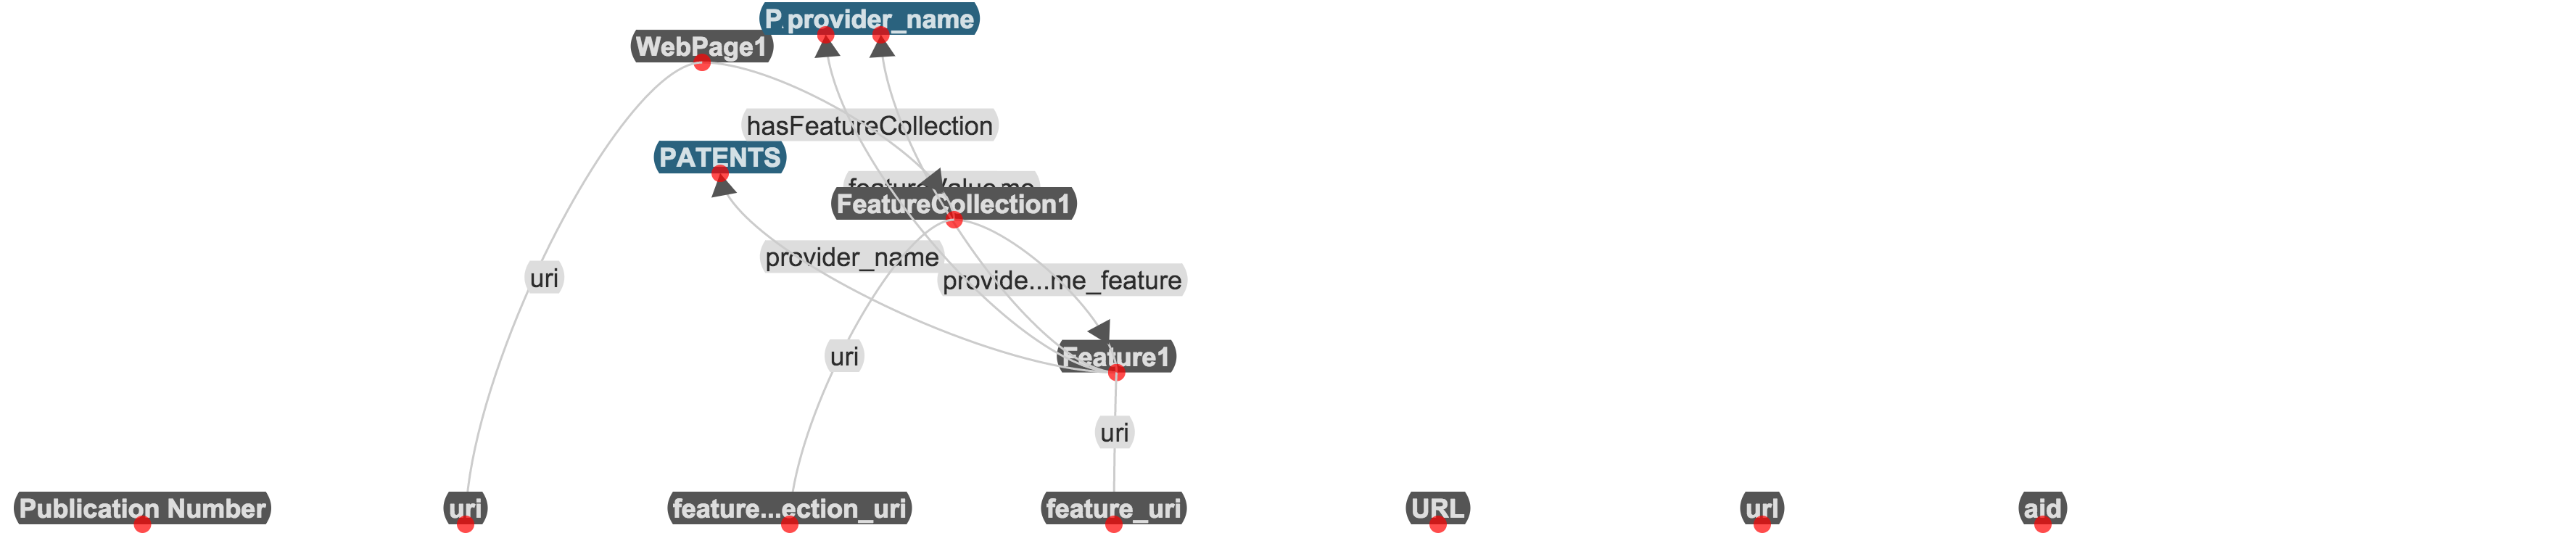 provider_name
WebPage1
hasFeatureCollection
PATENTS
FeatureCollection1
provider_name
provide...me_feature
uri
uri
Feature1
uri
Publication Number
uri
feature...ection_uri
feature_uri
URL
url
aid